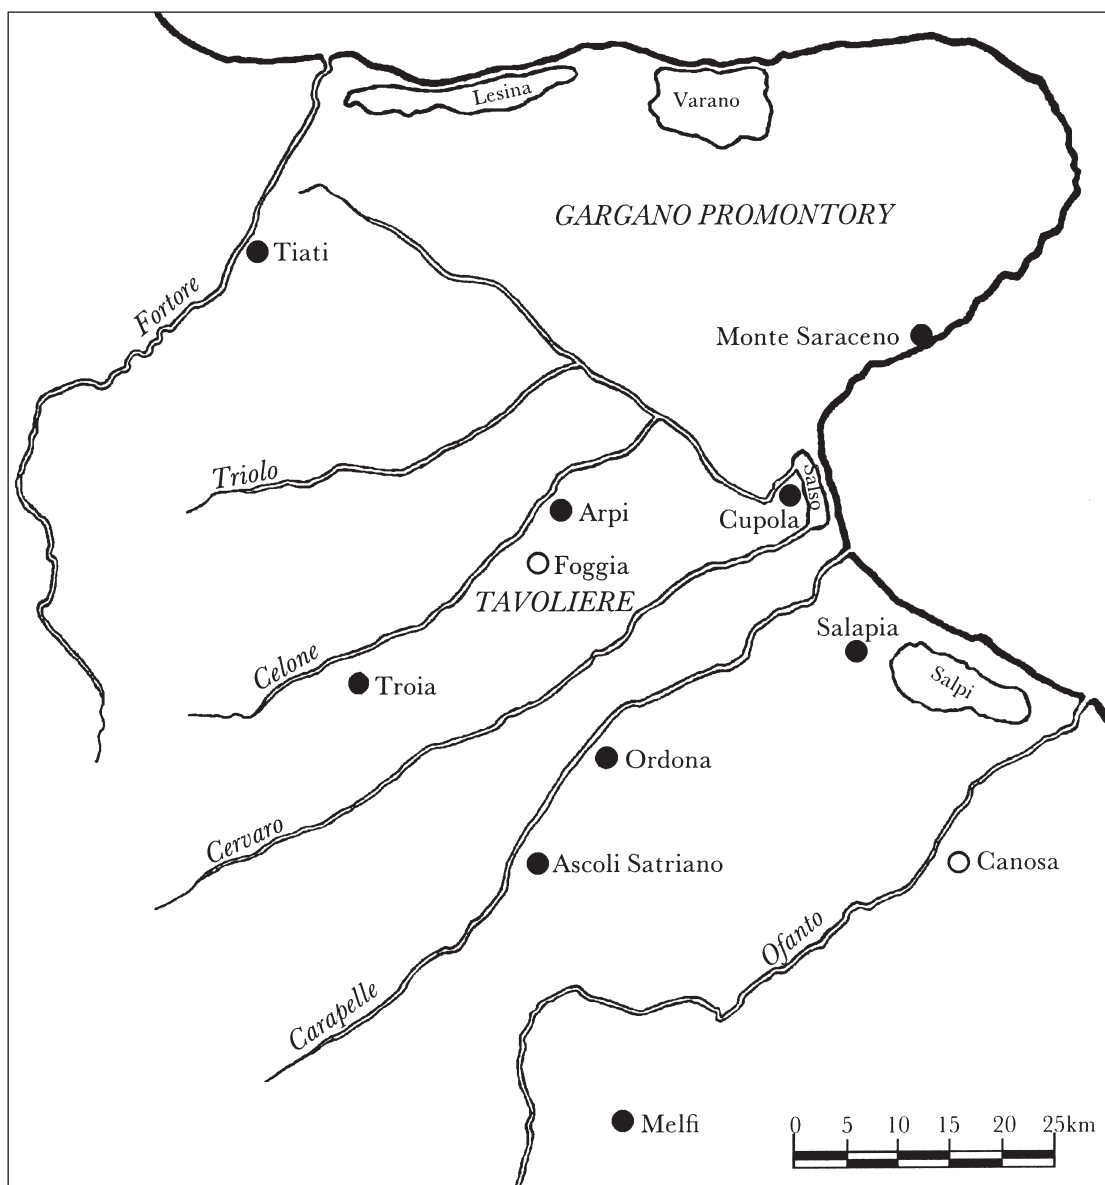 Lesina
Varano
GARGANO PROMONTORY
Tiati
Fortore
Monte Saraceno
Triolo
Salso
Arpi
Cupola
Foggia
TAVOLIERE
Salapia
Celone
Troia
Salpi
Ordona
Cervaro
Ascoli Satriano
Canosa
Ofanto
Carapelle
Melfi
0 5 10 15 20 25km